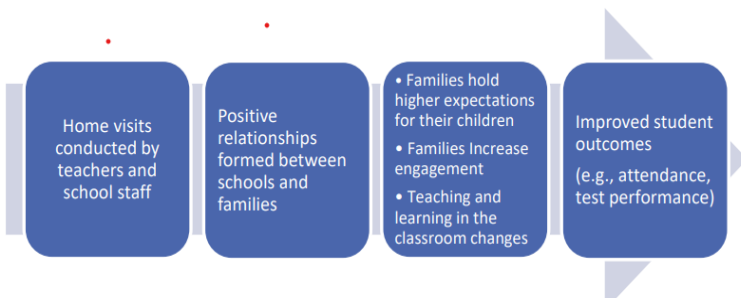 Home visits
conducted by
teachers and
school staff
Positive
relationships
formed between
schools and
families
• Families hold
higher expectations
for their children
• Families Increase
engagement
• Teaching and
learning in the
classroom changes
Improved student
outcomes
(e.g., attendance,
test performance)